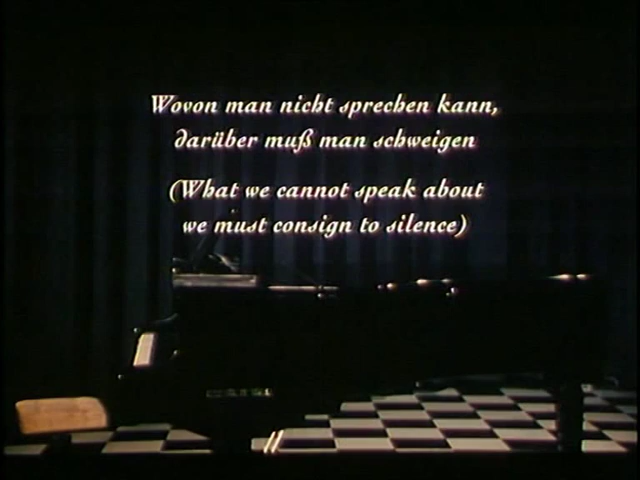 Wovon man nicht sprechen kann,
darüber muß man schweigen
(What we cannot speak about
we must consign to silence)